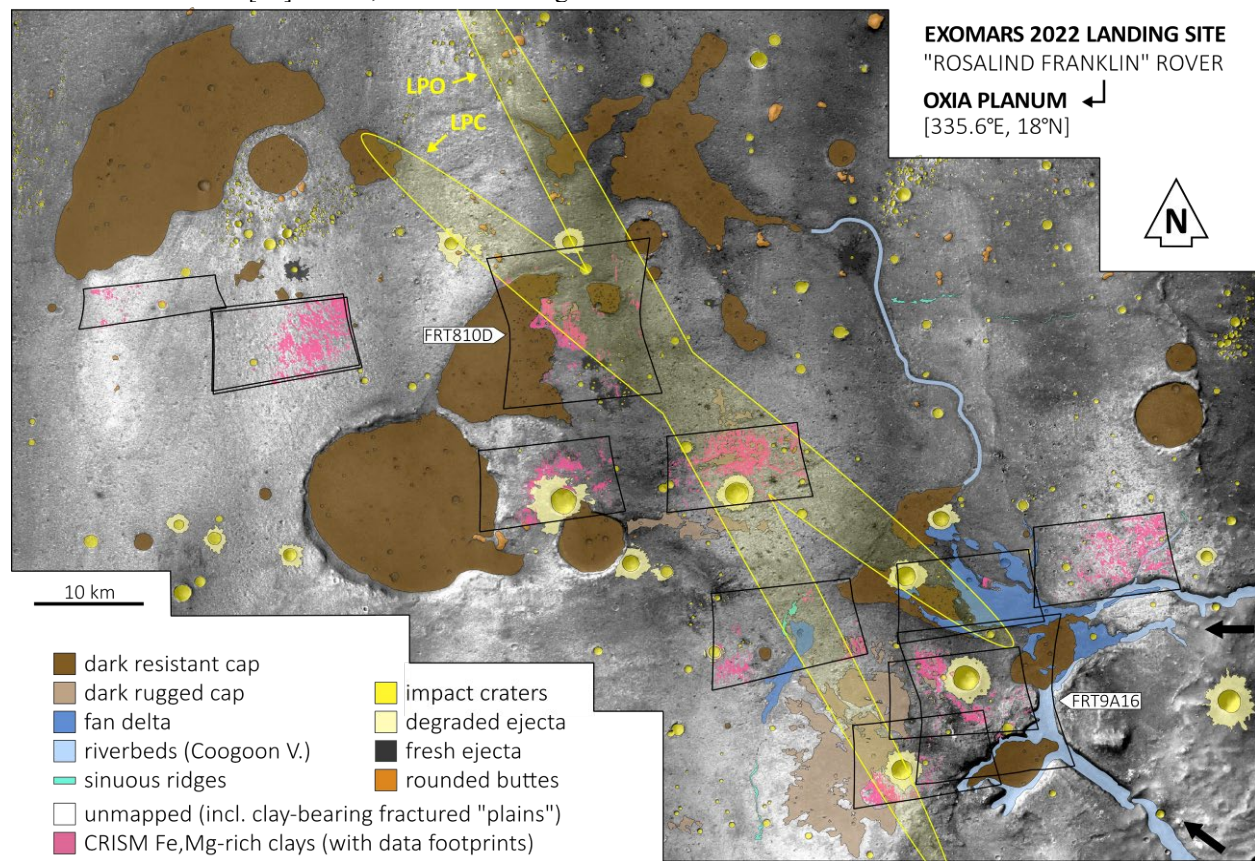 EXOMARS 2022 LANDING SITE
"ROSALIND FRANKLIN" ROVER
OXIA PLANUM
[335.6°E, 18°N]
N
LPO
LPC
FRT810D
FRT9A16
10 km
dark resistant cap
dark rugged cap
fan delta
riverbeds (Coogoon V.)
sinuous ridges
unmapped (incl. clay-bearing fractured "plains")
CRISM Fe,Mg-rich clays (with data footprints)
impact craters
degraded ejecta
fresh ejecta
rounded buttes